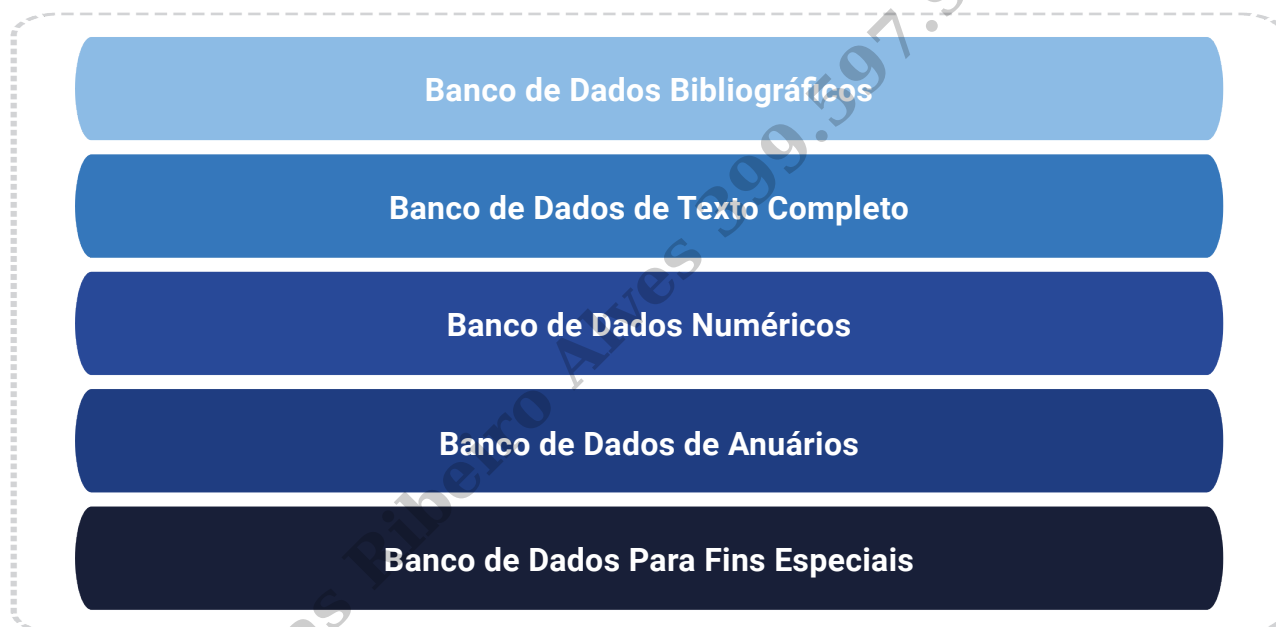 Banco de Dados Bibliográficos
Banco de Dados de Texto Completo
Banco de Dados Numéricos
Banco de Dados de Anuários
Banco de Dados Para Fins Especiais
Ribeiro Alves 399.597.